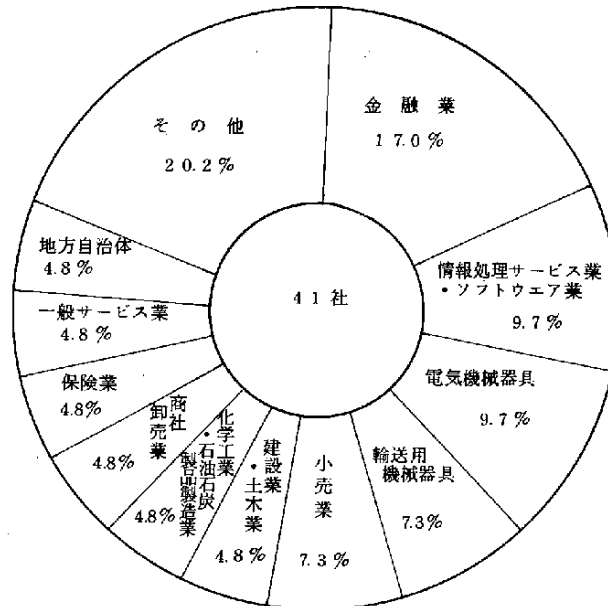 金融業
17.0%
情報処理サービス業
・ソフトウエア業
9.7%
電気機械器具
9.7%
輸送用
機械器具
7.3%
小売業
7.3%
建設業
・土木業
4.8%
化学工業
・石油石炭
製品製造業
4.8%
商社
卸売業
4.8%
保険業
4.8%
一般サービス業
4.8%
地方自治体
4.8%
その他
20.2%
41社